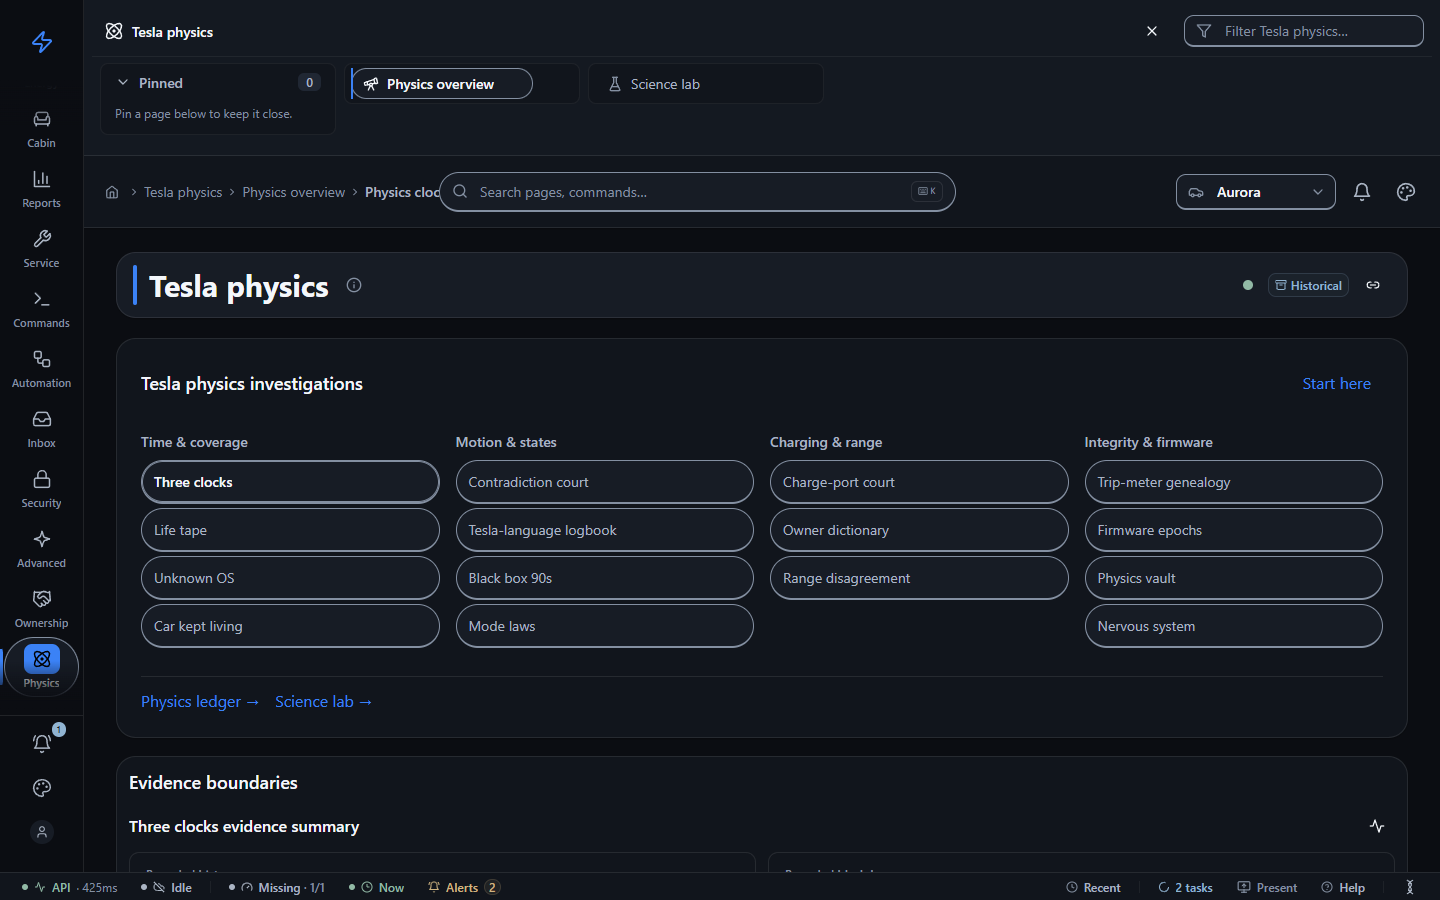 Tesla physics
Filter Tesla physics...
Pinned
0
Pin a page below to keep it close.
Physics overview
Science lab
Cabin
Reports
Service
Commands
Automation
Inbox
Security
Advanced
Ownership
Physics
1
Tesla physics
Physics overview
Physics cloc
Search pages, commands...
K
Aurora
Tesla physics
Historical
Tesla physics investigations
Start here
Time & coverage
Three clocks
Life tape
Unknown OS
Car kept living
Motion & states
Contradiction court
Tesla-language logbook
Black box 90s
Mode laws
Charging & range
Charge-port court
Owner dictionary
Range disagreement
Integrity & firmware
Trip-meter genealogy
Firmware epochs
Physics vault
Nervous system
Physics ledger →
Science lab →
Evidence boundaries
Three clocks evidence summary
API · 425ms
Idle
Missing · 1/1
Now
Alerts 2
Recent
2 tasks
Present
Help